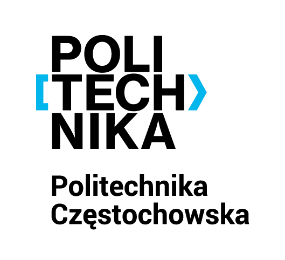 POLI
[TECH>
NIKA
Politechnika
Częstochowska